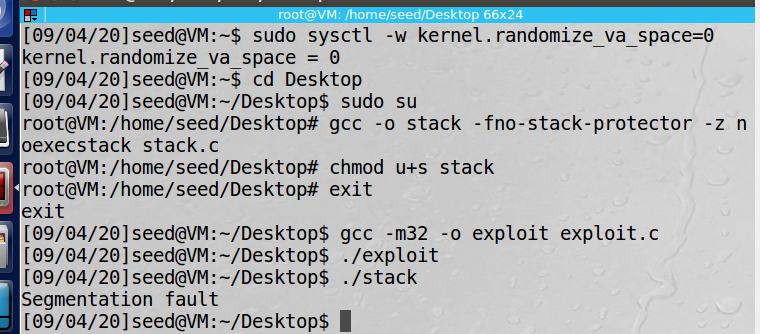 root@VM: /home/seed/Desktop 66x24
[09/04/20]seed@VM:~$ sudo sysctl -w kernel.randomize_va_space=0
kernel.randomize_va_space = 0
[09/04/20]seed@VM:~$ cd Desktop
[09/04/20]seed@VM:~/Desktop$ sudo su
root@VM:/home/seed/Desktop# gcc -o stack -fno-stack-protector -z n
oexecstack stack.c
root@VM:/home/seed/Desktop# chmod u+s stack
root@VM:/home/seed/Desktop# exit
exit
[09/04/20]seed@VM:~/Desktop$ gcc -m32 -o exploit exploit.c
[09/04/20]seed@VM:~/Desktop$ ./exploit
[09/04/20]seed@VM:~/Desktop$ ./stack
Segmentation fault
[09/04/20]seed@VM:~/Desktop$